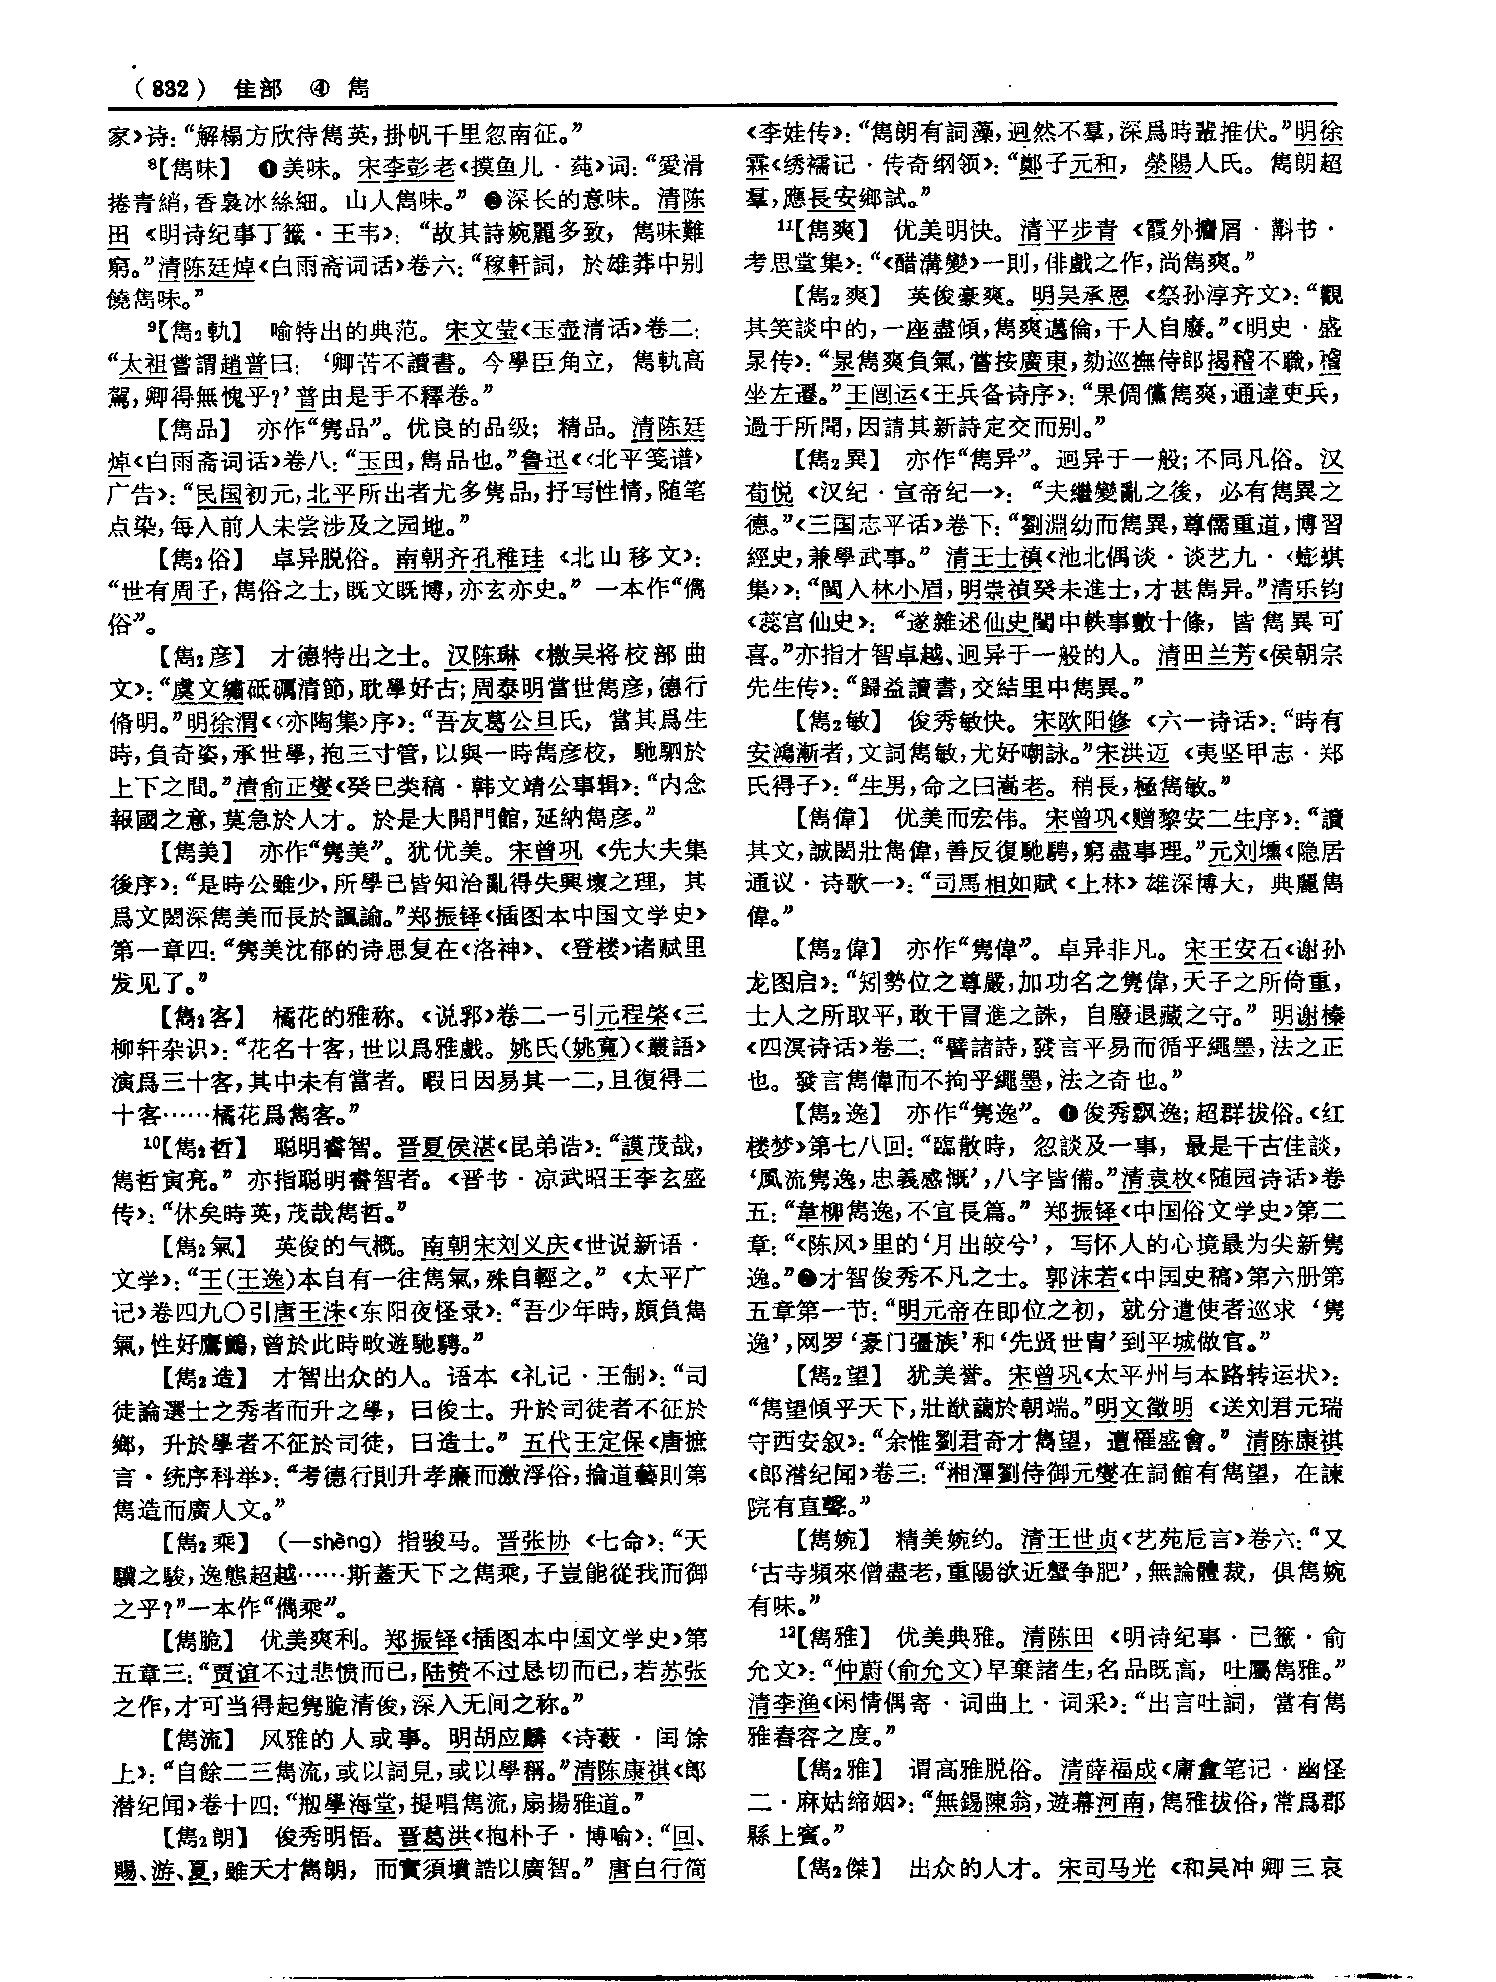 （832） 隹部 ④ 雋
家》诗：“解榻方欣待雋英，掛帆千里忽南征。”
⁸【雋味】 ❶美味。宋李彭老《摸鱼儿·莼》词：“愛滑
捲青綃，香裊冰絲細。山人雋味。”❷深长的意味。清陈
田《明诗纪事丁籤·王韦》：“故其詩婉麗多致，雋味難
窮。”清陈廷焯《白雨斋词话》卷六：“稼軒詞，於雄莽中别
饒雋味。”
⁹【雋₂軌】 喻特出的典范。宋文莹《玉壶清话》卷二：
“太祖嘗謂趙普曰：‘卿苦不讀書。今學臣角立，雋軌高
駕，卿得無愧乎？’普由是手不釋卷。”
【雋品】 亦作“隽品”。优良的品级；精品。清陈廷
焯《白雨斋词话》卷八：“玉田，雋品也。”鲁迅《〈北平笺谱〉
广告》：“民国初元，北平所出者尤多隽品，抒写性情，随笔
点染，每入前人未尝涉及之园地。”
【雋₂俗】 卓异脱俗。南朝齐孔稚珪《北山移文》：
“世有周子，雋俗之士，既文既博，亦玄亦史。”一本作“儁
俗”。
【雋₂彦】 才德特出之士。汉陈琳《檄吴将校部曲
文》：“虞文繡砥礪清節，耽學好古；周泰明當世雋彦，德行
脩明。”明徐渭《〈亦陶集〉序》：“吾友葛公旦氏，當其爲生
時，負奇姿，承世學，抱三寸管，以與一時雋彦校，馳駟於
上下之間。”清俞正燮《癸巳类稿·韩文靖公事辑》：“内念
報國之意，莫急於人才。於是大開門館，延納雋彦。”
【雋美】 亦作“隽美”。犹优美。宋曾巩《先大夫集
後序》：“是時公雖少，所學已皆知治亂得失興壞之理，其
爲文閎深雋美而長於諷諭。”郑振铎《插图本中国文学史》
第一章四：“隽美沈郁的诗思复在《洛神》、《登楼》诸赋里
发见了。”
【雋₂客】 橘花的雅称。《说郛》卷二一引元程棨《三
柳轩杂识》：“花名十客，世以爲雅戲。姚氏（姚寬）《叢語》
演爲三十客，其中未有當者。暇日因易其一二，且復得二
十客……橘花爲雋客。”
¹⁰【雋₂哲】 聪明睿智。晋夏侯湛《昆弟诰》：“謨茂哉，
雋哲寅亮。”亦指聪明睿智者。《晋书·凉武昭王李玄盛
传》：“休矣時英，茂哉雋哲。”
【雋₂氣】 英俊的气概。南朝宋刘义庆《世说新语·
文学》：“王（王逸）本自有一往雋氣，殊自輕之。”《太平广
记》卷四九〇引唐王洙《东阳夜怪录》：“吾少年時，頗負雋
氣，性好鷹鸇，曾於此時畋遊馳騁。”
【雋₂造】 才智出众的人。语本《礼记·王制》：“司
徒論選士之秀者而升之學，曰俊士。升於司徒者不征於
鄉，升於學者不征於司徒，曰造士。”五代王定保《唐摭
言·统序科举》：“考德行則升孝廉而激浮俗，掄道藝則第
雋造而廣人文。”
【雋₂乘】 （—shèng）指骏马。晋张协《七命》：“天
驥之駿，逸態超越……斯蓋天下之雋乘，子豈能從我而御
之乎？”一本作“儁乘”。
【雋脆】 优美爽利。郑振铎《插图本中国文学史》第
五章三：“贾谊不过悲愤而已，陆贽不过恳切而已，若苏张
之作，才可当得起隽脆清俊，深入无间之称。”
【雋流】 风雅的人或事。明胡应麟《诗薮·闰馀
上》：“自餘二三雋流，或以詞見，或以學稱。”清陈康祺《郎
潜纪闻》卷十四：“剏學海堂，提唱雋流，扇揚雅道。”
【雋₂朗】 俊秀明悟。晋葛洪《抱朴子·博喻》：“回、
賜、游、夏，雖天才雋朗，而實須墳誥以廣智。”唐白行简
《李娃传》：“雋朗有詞藻，迥然不羣，深爲時輩推伏。”明徐
霖《绣襦记·传奇纲领》：“鄭子元和，滎陽人氏。雋朗超
羣，應長安鄉試。”
¹¹【雋爽】 优美明快。清平步青《霞外攟屑·斠书·
考思堂集》：“《醋溝變》一則，俳戲之作，尚雋爽。”
【雋₂爽】 英俊豪爽。明吴承恩《祭孙淳齐文》：“觀
其笑談中的，一座盡傾，雋爽邁倫，千人自廢。”《明史·盛
杲传》：“杲雋爽負氣，嘗按廣東，劾巡撫侍郎揭稽不職，稽
坐左遷。”王闿运《王兵备诗序》：“果倜儻雋爽，通達吏兵，
過于所聞，因請其新詩定交而别。”
【雋₂異】 亦作“雋异”。迥异于一般；不同凡俗。汉
荀悦《汉纪·宣帝纪一》：“夫繼變亂之後，必有雋異之
德。”《三国志平话》卷下：“劉淵幼而雋異，尊儒重道，博習
經史，兼學武事。”清王士禛《池北偶谈·谈艺九·〈蟛蜞
集〉》：“閩人林小眉，明崇禎癸未進士，才甚雋异。”清乐钧
《蕊宫仙史》：“遂雜述仙史閩中軼事數十條，皆雋異可
喜。”亦指才智卓越、迥异于一般的人。清田兰芳《侯朝宗
先生传》：“歸益讀書，交結里中雋異。”
【雋₂敏】 俊秀敏快。宋欧阳修《六一诗话》：“時有
安鴻漸者，文詞雋敏，尤好嘲詠。”宋洪迈《夷坚甲志·郑
氏得子》：“生男，命之曰嵩老。稍長，極雋敏。”
【雋偉】 优美而宏伟。宋曾巩《赠黎安二生序》：“讀
其文，誠閎壯雋偉，善反復馳騁，窮盡事理。”元刘壎《隐居
通议·诗歌一》：“司馬相如賦《上林》雄深博大，典麗雋
偉。”
【雋₂偉】 亦作“隽偉”。卓异非凡。宋王安石《谢孙
龙图启》：“矧勢位之尊嚴，加功名之隽偉，天子之所倚重，
士人之所取平，敢干冒進之誅，自廢退藏之守。”明谢榛
《四溟诗话》卷二：“譬諸詩，發言平易而循乎繩墨，法之正
也。發言雋偉而不拘乎繩墨，法之奇也。”
【雋₂逸】 亦作“隽逸”。❶俊秀飘逸；超群拔俗。《红
楼梦》第七八回：“臨散時，忽談及一事，最是千古佳談，
‘風流隽逸，忠義感慨’，八字皆備。”清袁枚《随园诗话》卷
五：“韋柳雋逸，不宜長篇。”郑振铎《中国俗文学史》第二
章：“《陈风》里的‘月出皎兮’，写怀人的心境最为尖新隽
逸。”❷才智俊秀不凡之士。郭沫若《中国史稿》第六册第
五章第一节：“明元帝在即位之初，就分遣使者巡求‘隽
逸’，网罗‘豪门彊族’和‘先贤世胄’到平城做官。”
【雋₂望】 犹美誉。宋曾巩《太平州与本路转运状》：
“雋望傾乎天下，壯猷藹於朝端。”明文徵明《送刘君元瑞
守西安叙》：“余惟劉君奇才雋望，遭罹盛會。”清陈康祺
《郎潜纪闻》卷三：“湘潭劉侍御元燮在詞館有雋望，在諫
院有直聲。”
【雋婉】 精美婉约。清王世贞《艺苑卮言》卷六：“又
‘古寺頻來僧盡老，重陽欲近蟹争肥’，無論體裁，俱雋婉
有味。”
¹²【雋雅】 优美典雅。清陈田《明诗纪事·己籤·俞
允文》：“仲蔚（俞允文）早棄諸生，名品既高，吐屬雋雅。”
清李渔《闲情偶寄·词曲上·词采》：“出言吐詞，當有雋
雅舂容之度。”
【雋₂雅】 谓高雅脱俗。清薛福成《庸盦笔记·幽怪
二·麻姑缔姻》：“無錫陳翁，遊幕河南，雋雅拔俗，常爲郡
縣上賓。”
【雋₂傑】 出众的人才。宋司马光《和吴冲卿三哀